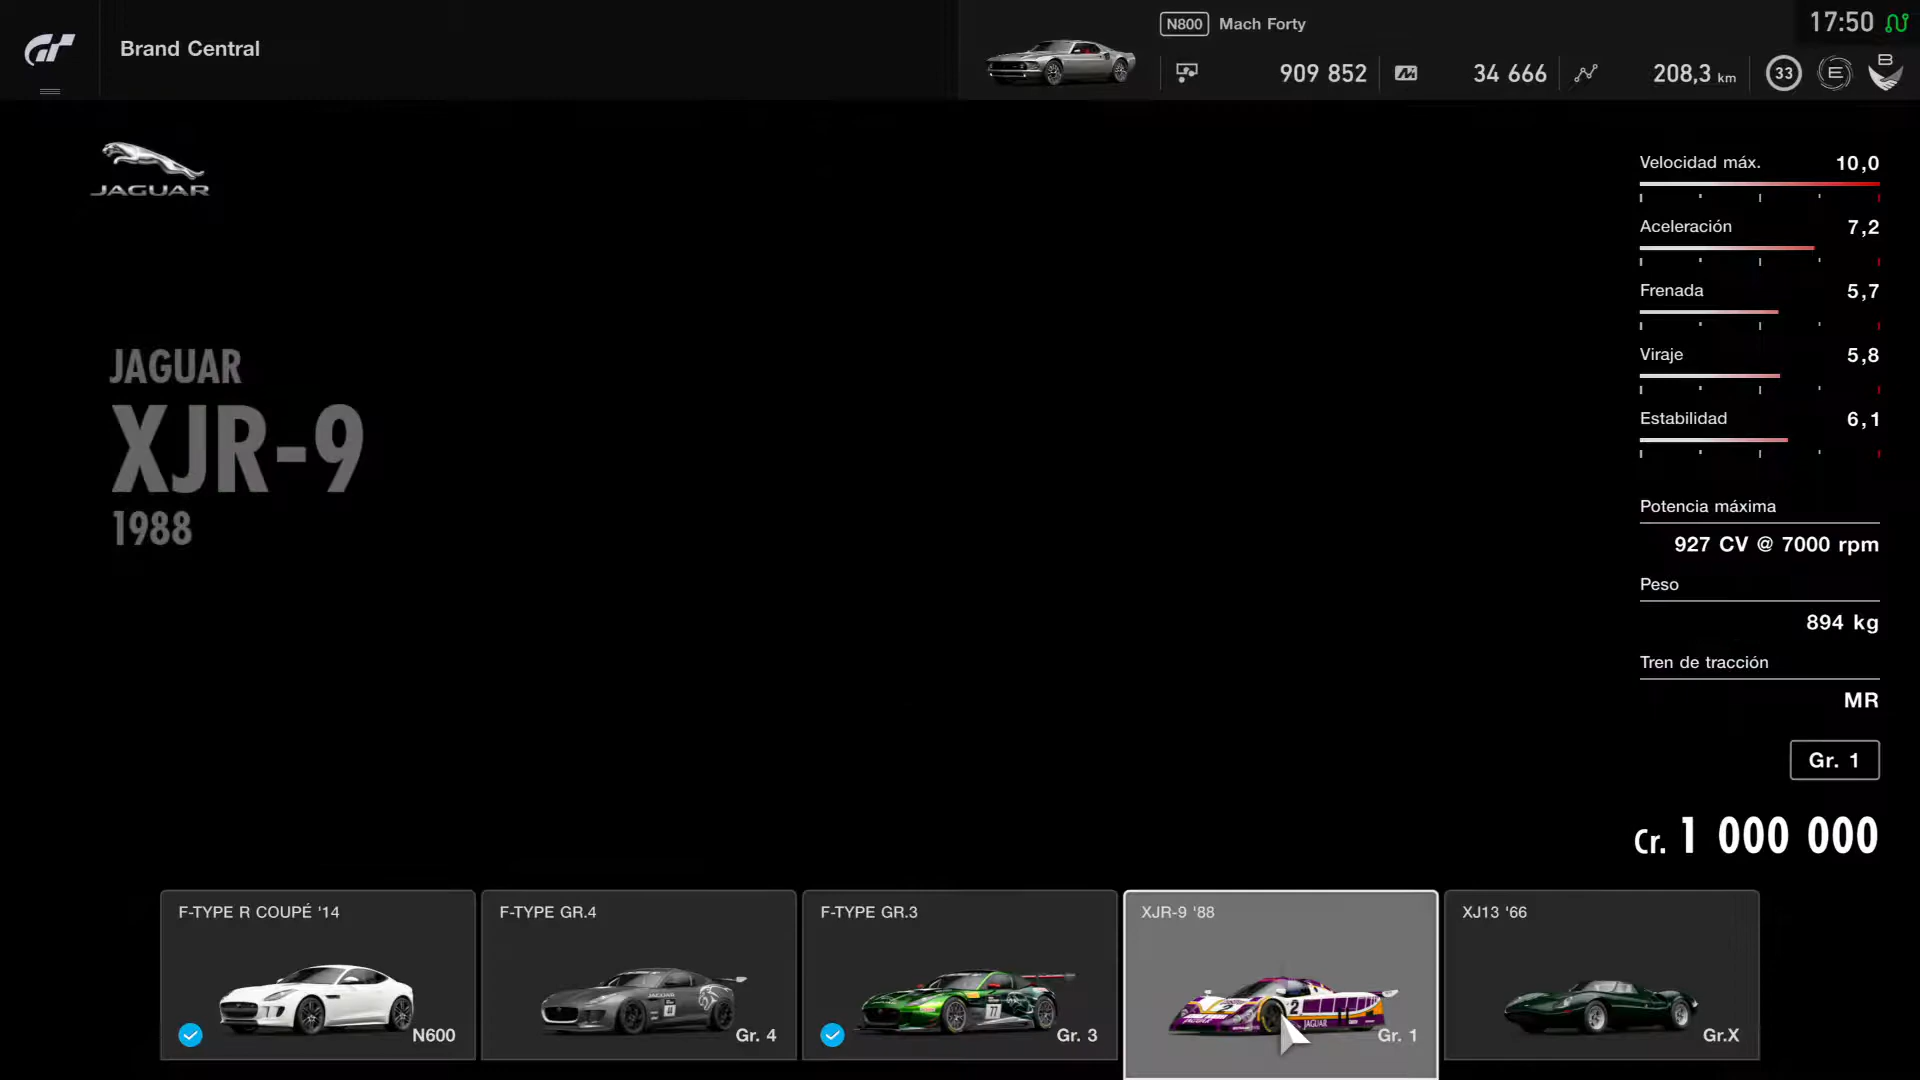 Brand Central
N800 Mach Forty
17:50
909 852
34 666
208,3 km
33
E
B
JAGUAR
JAGUAR
XJR-9
1988
Velocidad máx. 10,0
Aceleración 7,2
Frenada 5,7
Viraje 5,8
Estabilidad 6,1
Potencia máxima
927 CV @ 7000 rpm
Peso
894 kg
Tren de tracción
MR
Gr. 1
Cr. 1 000 000
F-TYPE R COUPÉ '14
N600
F-TYPE GR.4
Gr. 4
F-TYPE GR.3
77
Gr. 3
XJR-9 '88
2
JAGUAR
Gr. 1
XJ13 '66
Gr.X